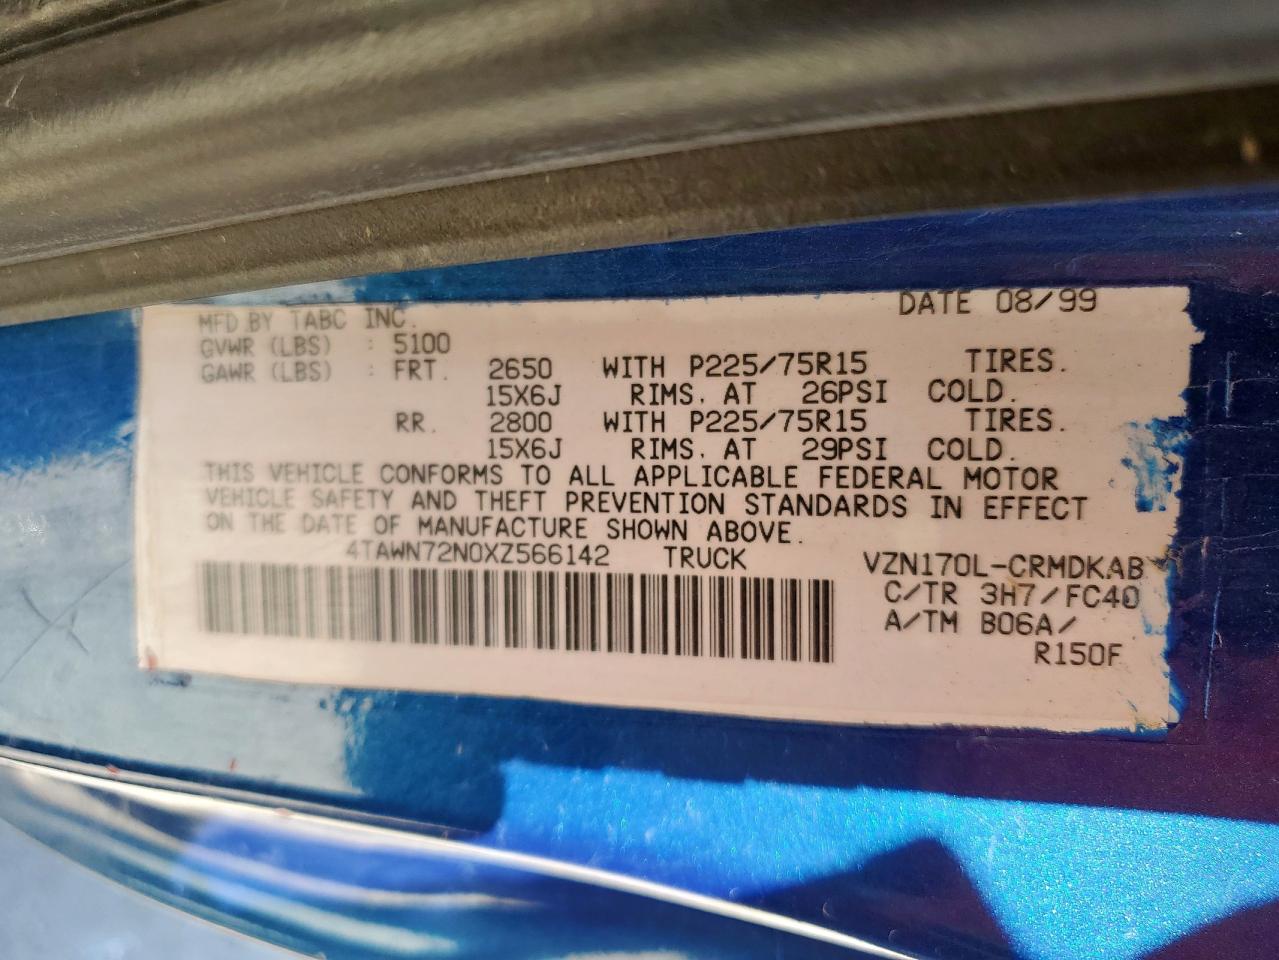 DATE 08/99
MFD.BY TABC INC.
GVWR (LBS) : 5100
GAWR (LBS) : FRT. 2650 WITH P225/75R15 TIRES.
15X6J RIMS. AT 26PSI COLD.
RR. 2800 WITH P225/75R15 TIRES.
15X6J RIMS. AT 29PSI COLD.
THIS VEHICLE CONFORMS TO ALL APPLICABLE FEDERAL MOTOR
VEHICLE SAFETY AND THEFT PREVENTION STANDARDS IN EFFECT
ON THE DATE OF MANUFACTURE SHOWN ABOVE.
4TAWN72N0XZ566142 TRUCK VZN170L-CRMDKAB
C/TR 3H7/FC40
A/TM B06A/
R150F